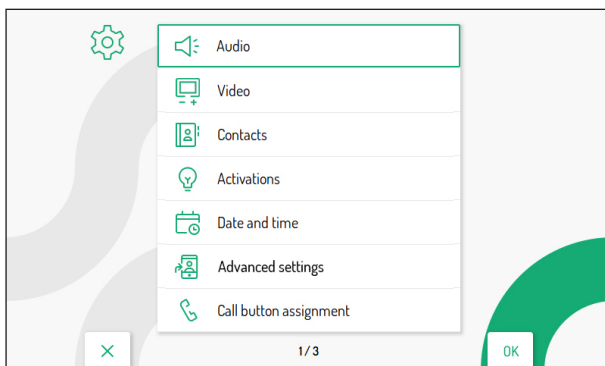 Audio
Video
Contacts
Activations
Date and time
Advanced settings
Call button assignment
1/3
OK